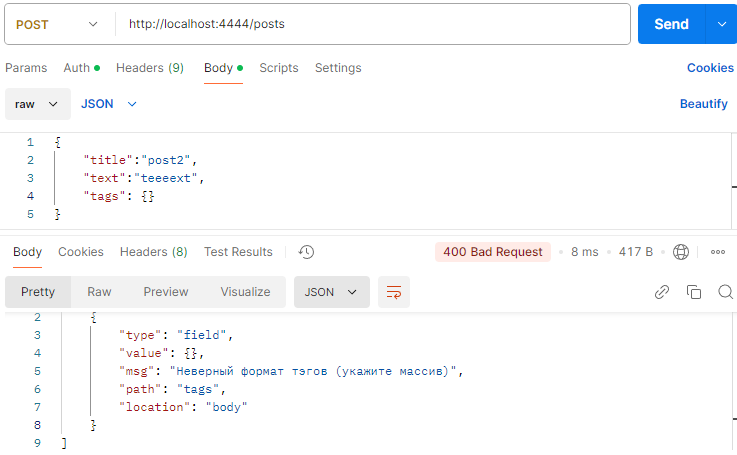 POST http://localhost:4444/posts Send
Params Auth Headers (9) Body Scripts Settings Cookies
raw JSON Beautify
1 {
2 "title":"post2",
3 "text":"teeeext",
4 "tags": {}
5 }
Body Cookies Headers (8) Test Results 400 Bad Request 8 ms 417 B
Pretty Raw Preview Visualize JSON
2 {
3 "type": "field",
4 "value": {},
5 "msg": "Неверный формат тэгов (укажите массив)",
6 "path": "tags",
7 "location": "body"
8 }
9 ]